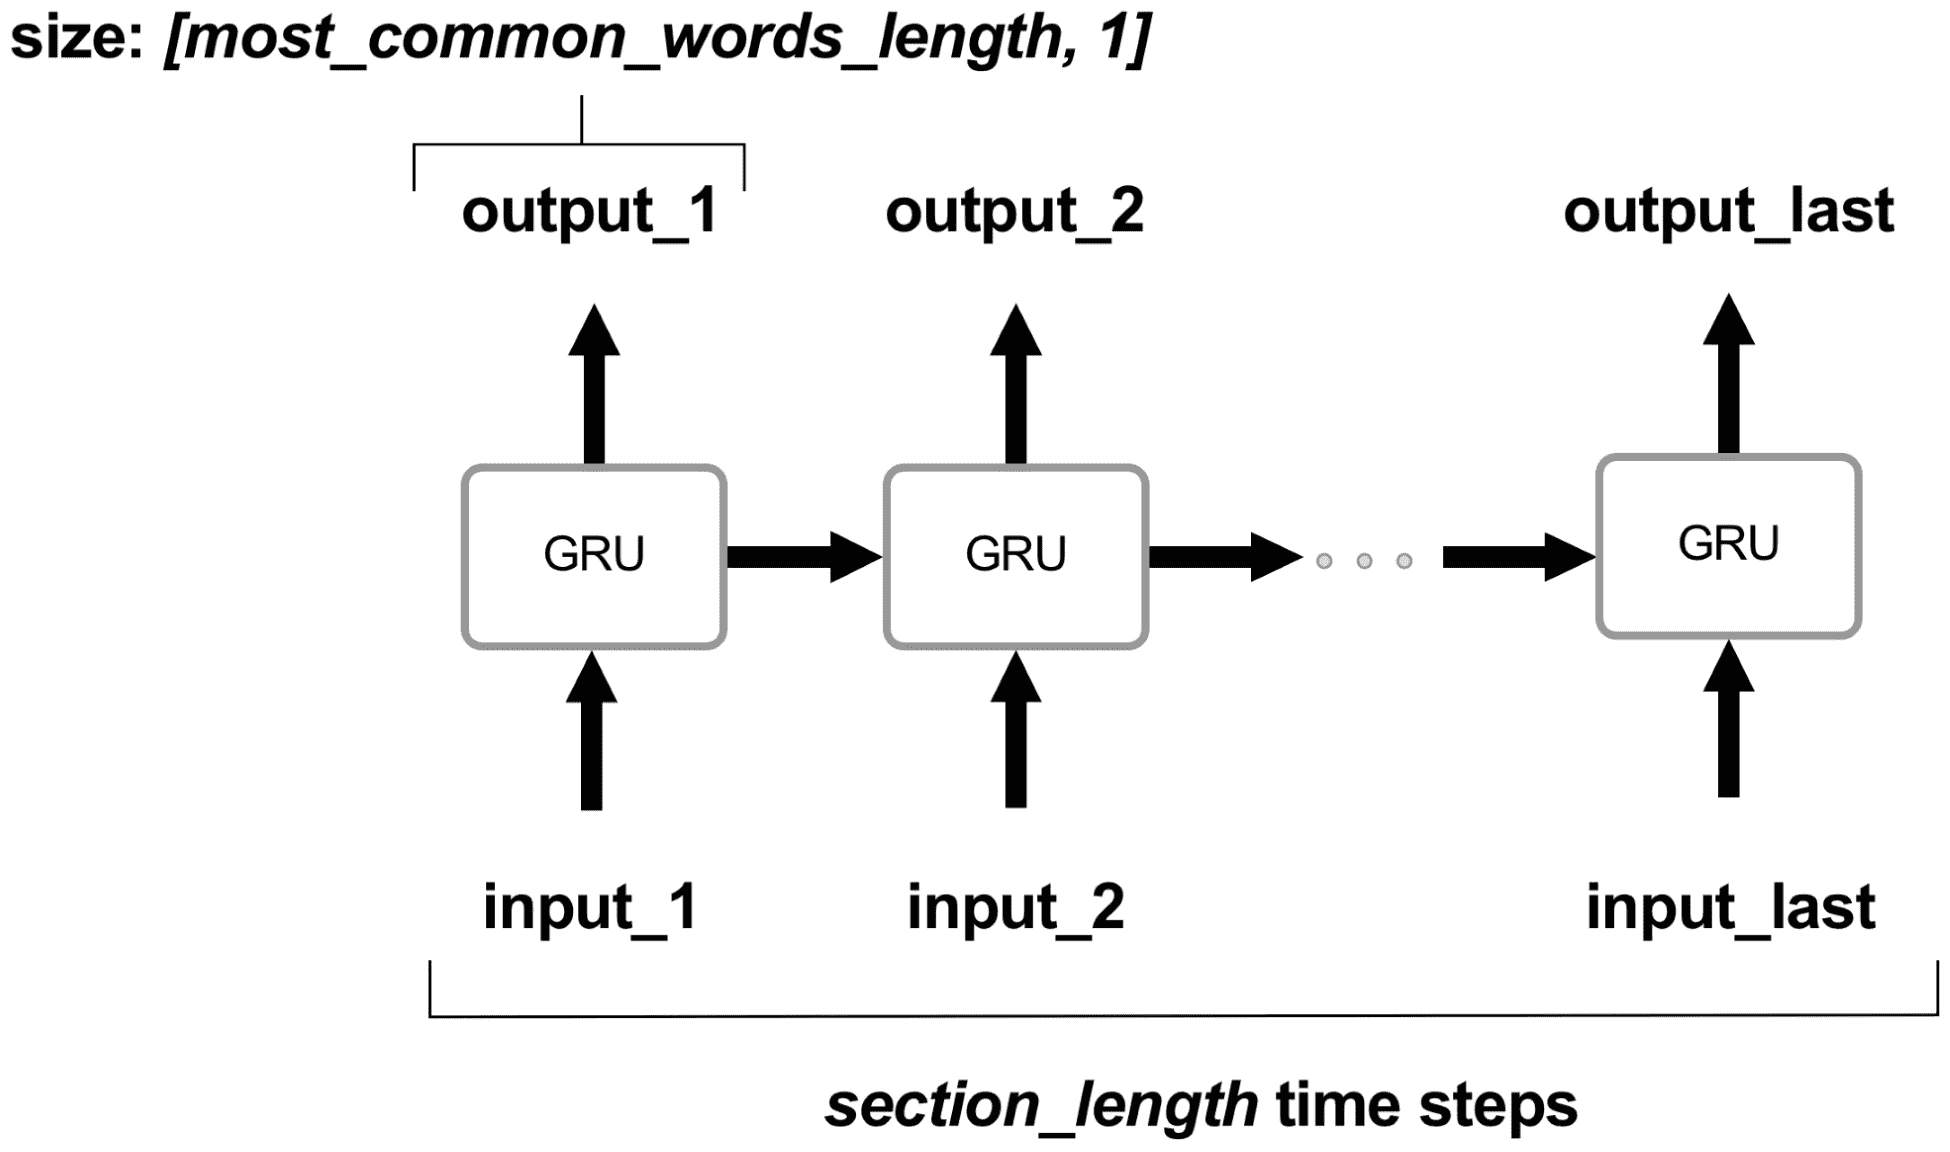 size: [most_common_words_length, 1]
output_1 output_2 output_last
GRU GRU GRU
input_1 input_2 input_last
section_length time steps